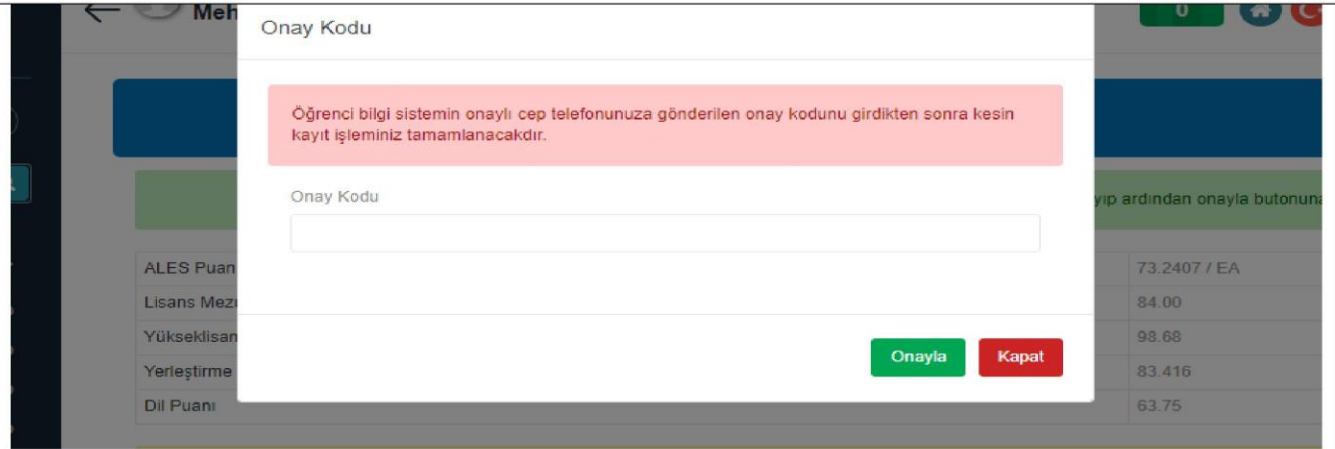 Meh
Onay Kodu
0
Öğrenci bilgi sistemin onaylı cep telefonunuza gönderilen onay kodunu girdikten sonra kesin
kayıt işleminiz tamamlanacakdır.
Onay Kodu
yıp ardından onayla butonuna
ALES Puan
73.2407 / EA
Lisans Mezu
84.00
Yükseklisan
98.68
Onayla
Kapat
Yerleştirme
83.416
Dil Puanı
63.75